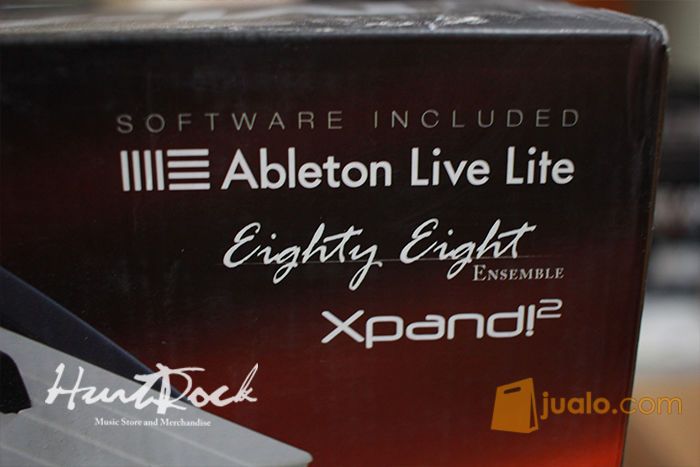 SOFTWARE INCLUDED
Ableton Live Lite
Eighty Eight
ENSEMBLE
Xpand!2
HuntRock
Music Store and Merchandise
jualo.com